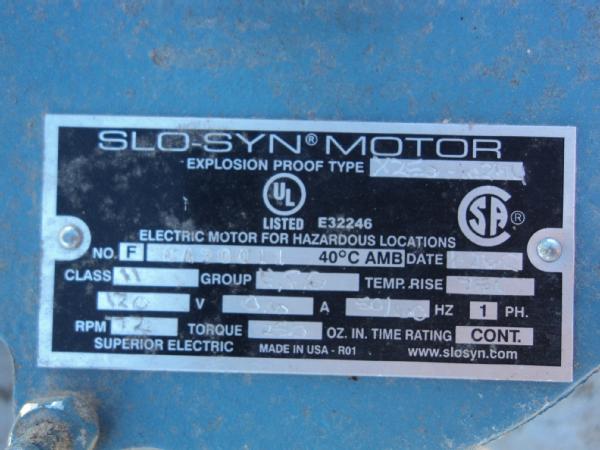 SLO-SYN® MOTOR
EXPLOSION PROOF TYPE
UL ®
LISTED E32246
SA ®
ELECTRIC MOTOR FOR HAZARDOUS LOCATIONS
NO. F 40°C AMB DATE
CLASS 11 GROUP TEMP. RISE
120 V A HZ 1 PH.
RPM 72 TORQUE OZ. IN. TIME RATING CONT.
SUPERIOR ELECTRIC MADE IN USA - R01 www.slosyn.com